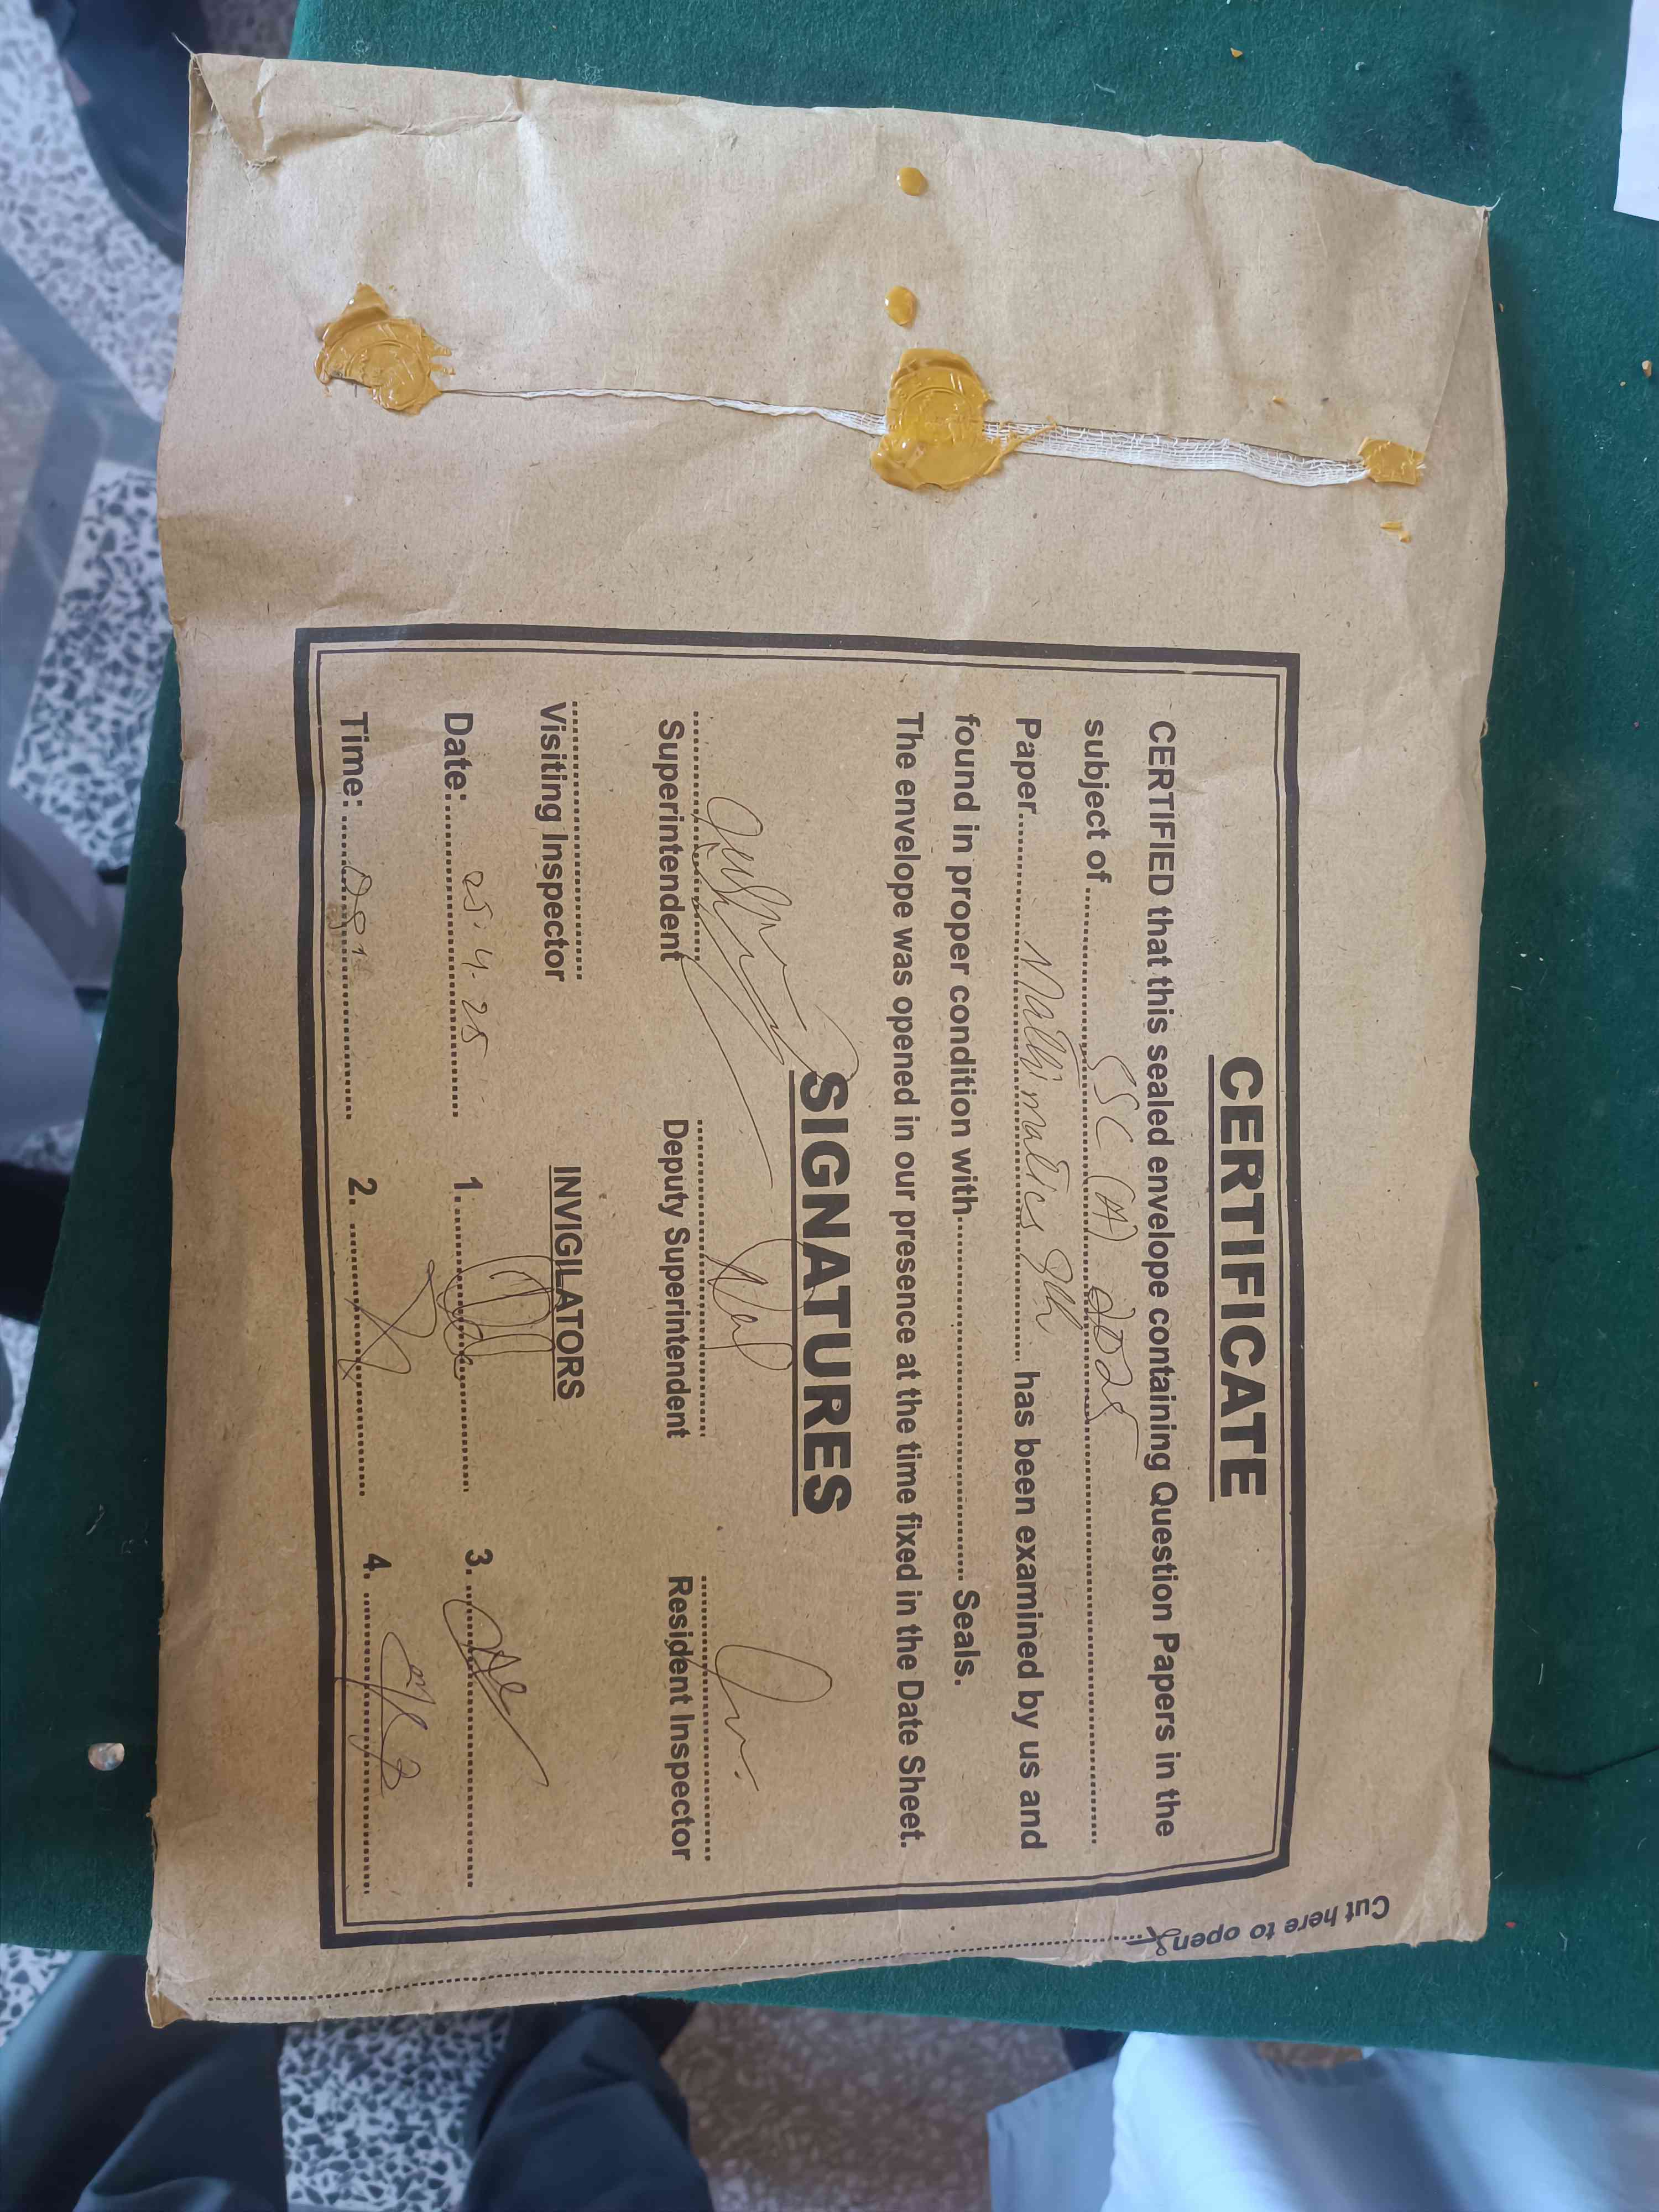 CERTIFICATE
CERTIFIED that this sealed envelope containing Question Papers in the
subject of ........ SSC (A) 2025 ........
Paper........ Mathimatics 9th ........ has been examined by us and
found in proper condition with........................ Seals.
The envelope was opened in our presence at the time fixed in the Date Sheet.
SIGNATURES
Superintendent Deputy Superintendent Resident Inspector
Visiting Inspector
INVIGILATORS
Date:........ 25.4.25 ........ 1. ........ 3. ........
Time: ........ 2. ........ 4. ........
Cut here to open